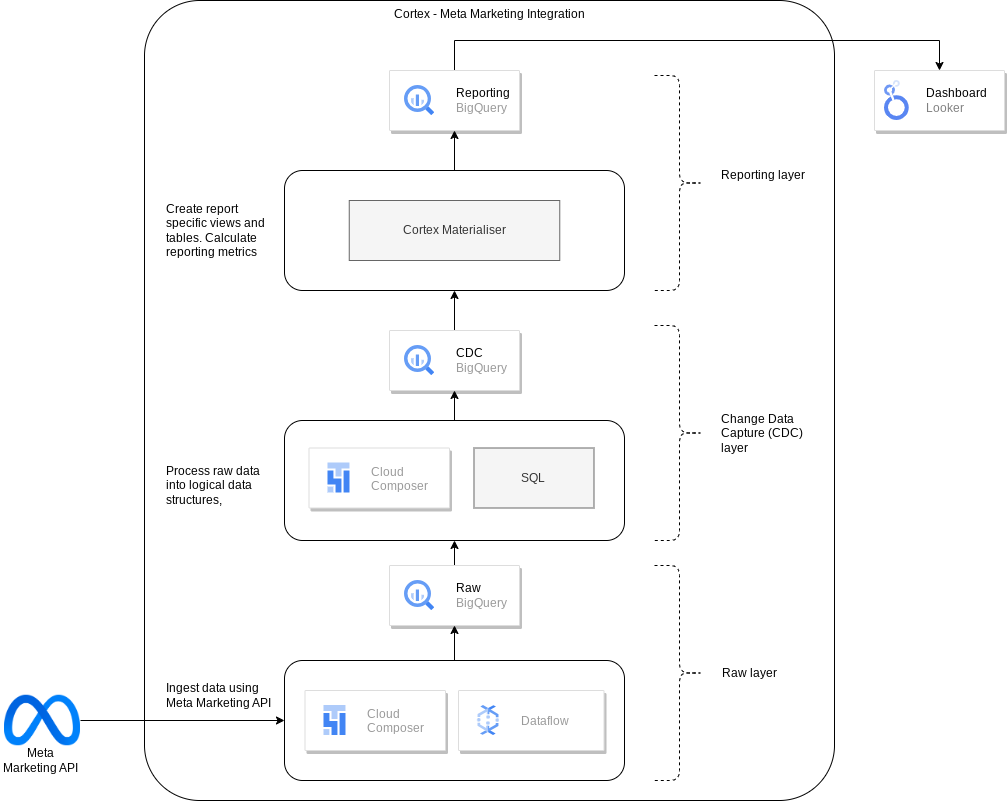 Cortex - Meta Marketing Integration
Reporting
BigQuery
Dashboard
Looker
Reporting layer
Create report
specific views and
tables. Calculate
reporting metrics
Cortex Materialiser
CDC
BigQuery
Change Data
Capture (CDC)
layer
Process raw data
into logical data
structures,
Cloud
Composer
SQL
Raw
BigQuery
Raw layer
Ingest data using
Meta Marketing API
Cloud
Composer
Dataflow
Meta
Marketing API